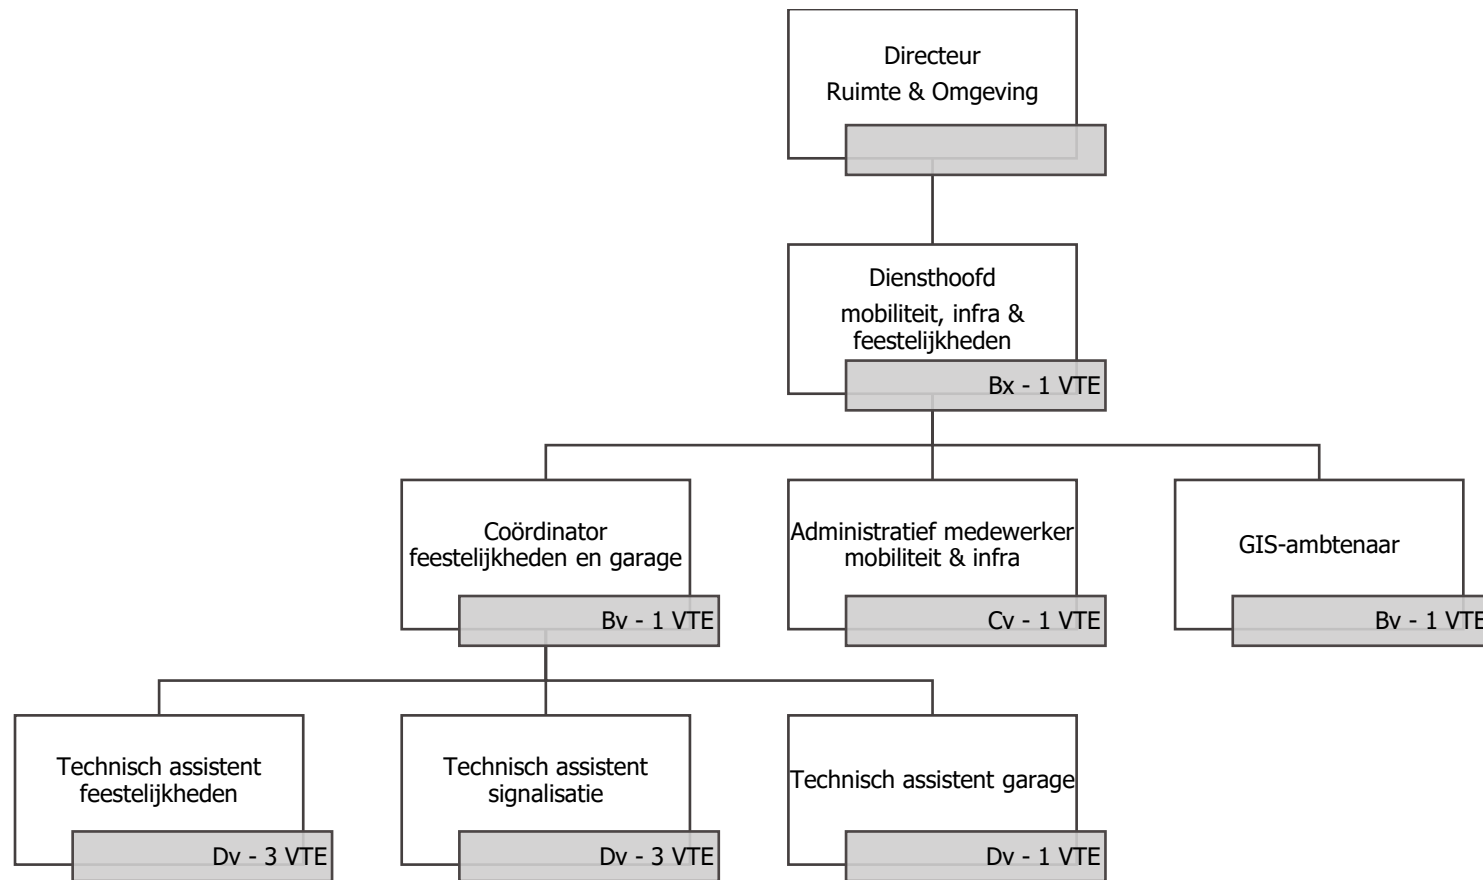 Directeur
Ruimte & Omgeving
Diensthoofd
mobiliteit, infra &
feestelijkheden
Bx - 1 VTE
Coördinator
feestelijkheden en garage
Bv - 1 VTE
Administratief medewerker
mobiliteit & infra
Cv - 1 VTE
GIS-ambtenaar
Bv - 1 VTE
Technisch assistent
feestelijkheden
Dv - 3 VTE
Technisch assistent
signalisatie
Dv - 3 VTE
Technisch assistent garage
Dv - 1 VTE